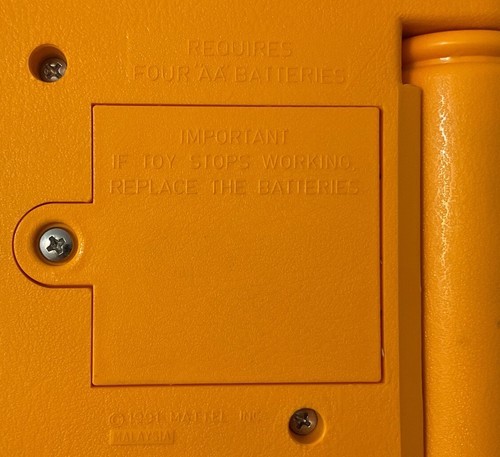 REQUIRES
FOUR "AA" BATTERIES
IMPORTANT
IF TOY STOPS WORKING,
REPLACE THE BATTERIES.
© 1991 MATTEL INC.
MALAYSIA